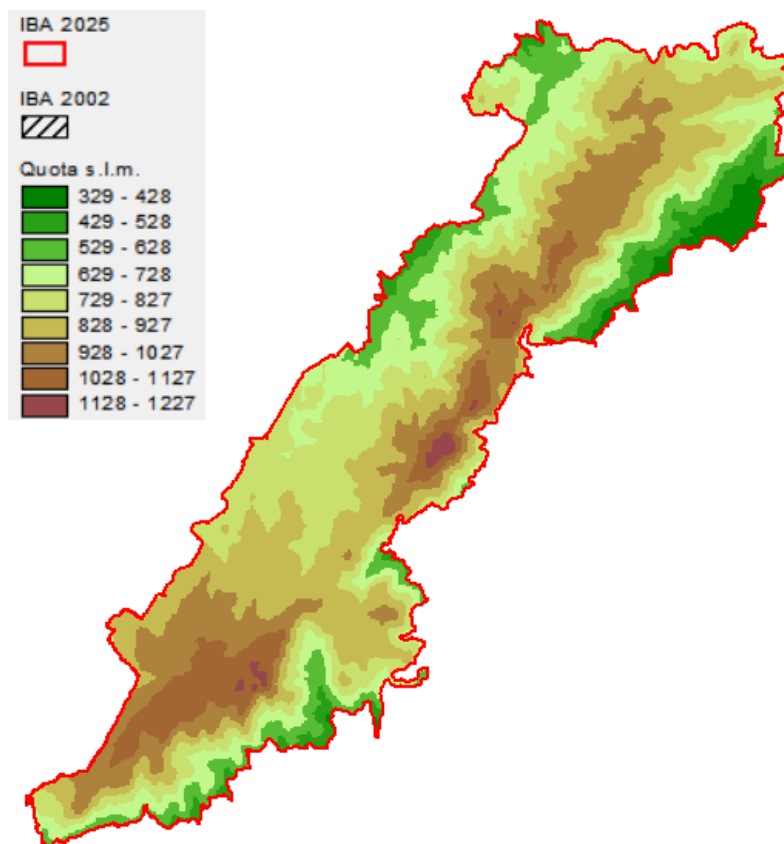 IBA 2025
IBA 2002
Quota s.l.m.
329 - 428
429 - 528
529 - 628
629 - 728
729 - 827
828 - 927
928 - 1027
1028 - 1127
1128 - 1227